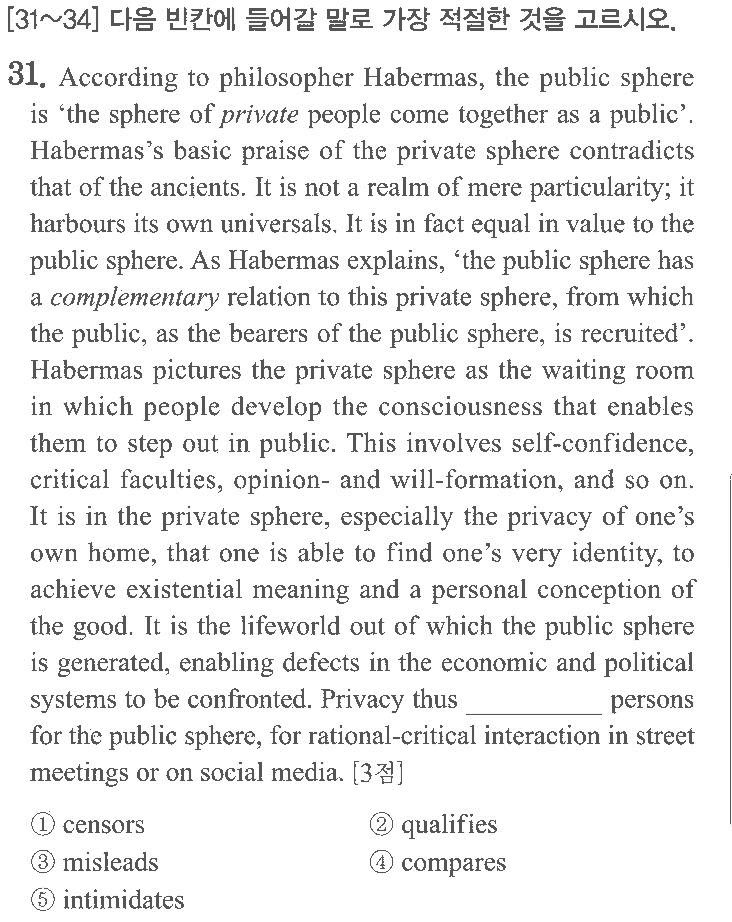 [31～34] 다음 빈칸에 들어갈 말로 가장 적절한 것을 고르시오.
31. According to philosopher Habermas, the public sphere
is ‘the sphere of private people come together as a public’.
Habermas’s basic praise of the private sphere contradicts
that of the ancients. It is not a realm of mere particularity; it
harbours its own universals. It is in fact equal in value to the
public sphere. As Habermas explains, ‘the public sphere has
a complementary relation to this private sphere, from which
the public, as the bearers of the public sphere, is recruited’.
Habermas pictures the private sphere as the waiting room
in which people develop the consciousness that enables
them to step out in public. This involves self-confidence,
critical faculties, opinion- and will-formation, and so on.
It is in the private sphere, especially the privacy of one’s
own home, that one is able to find one’s very identity, to
achieve existential meaning and a personal conception of
the good. It is the lifeworld out of which the public sphere
is generated, enabling defects in the economic and political
systems to be confronted. Privacy thus ____________ persons
for the public sphere, for rational-critical interaction in street
meetings or on social media. [3점]
① censors ② qualifies
③ misleads ④ compares
⑤ intimidates